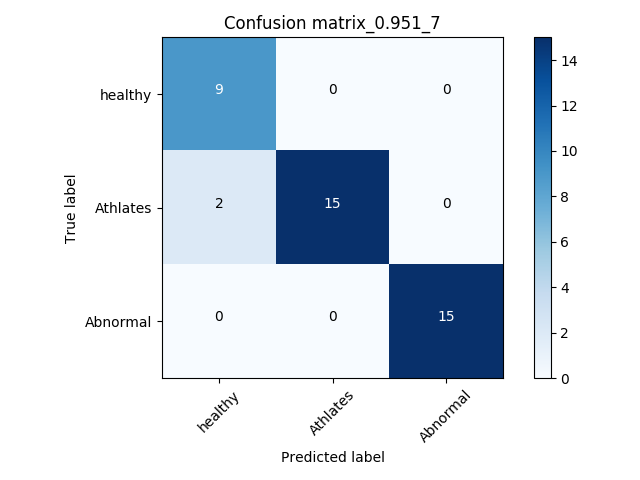 Confusion matrix_0.951_7
healthy 9 0 0
Athlates 2 15 0
Abnormal 0 0 15
True label
healthy Athlates Abnormal
Predicted label
14
12
10
8
6
4
2
0